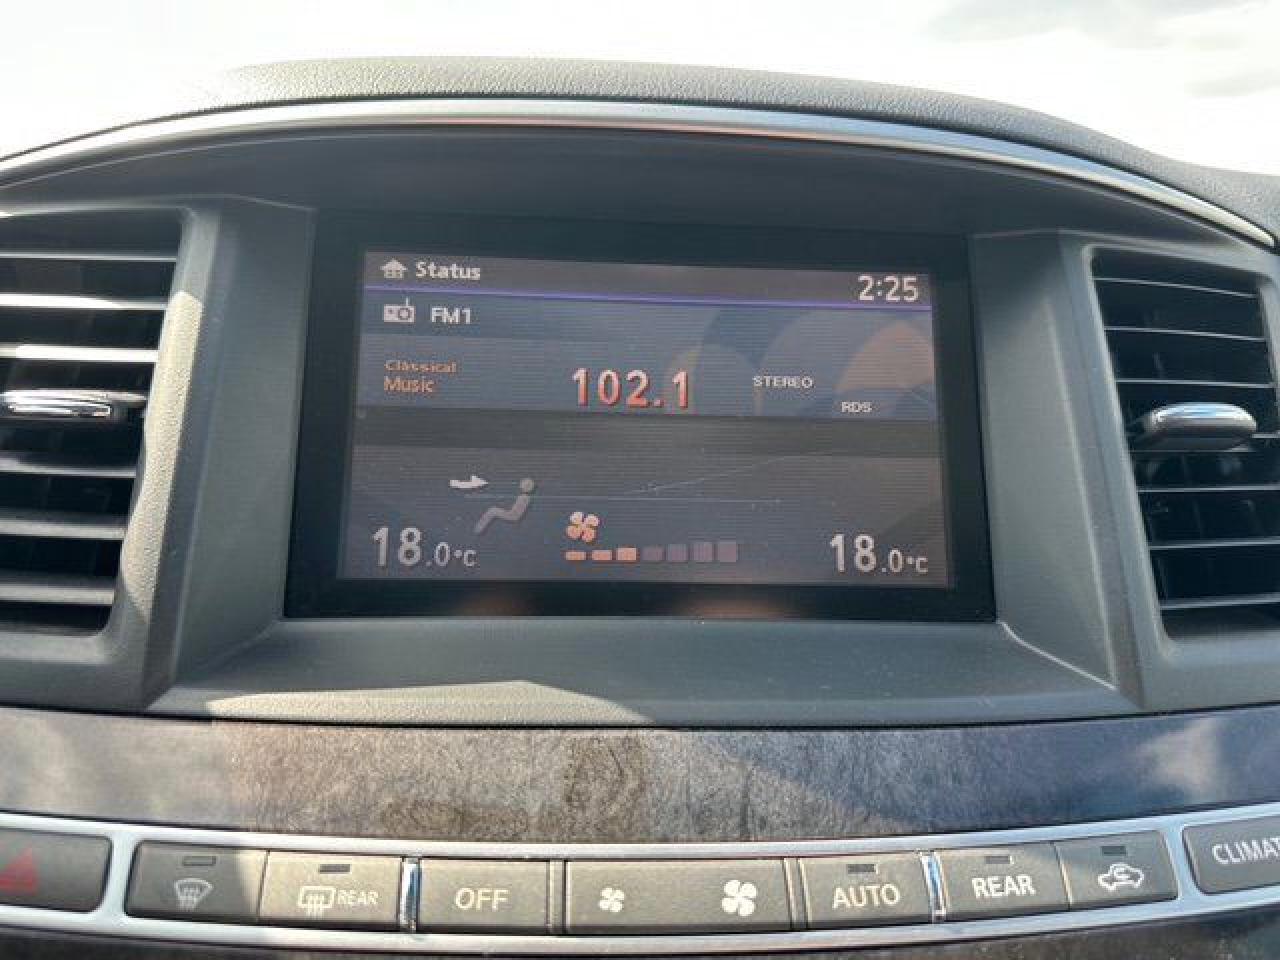 Status
2:25
FM1
Classical
Music
102.1
STEREO
RDS
18.0°C
18.0°C
REAR
OFF
AUTO
REAR
CLIMAT